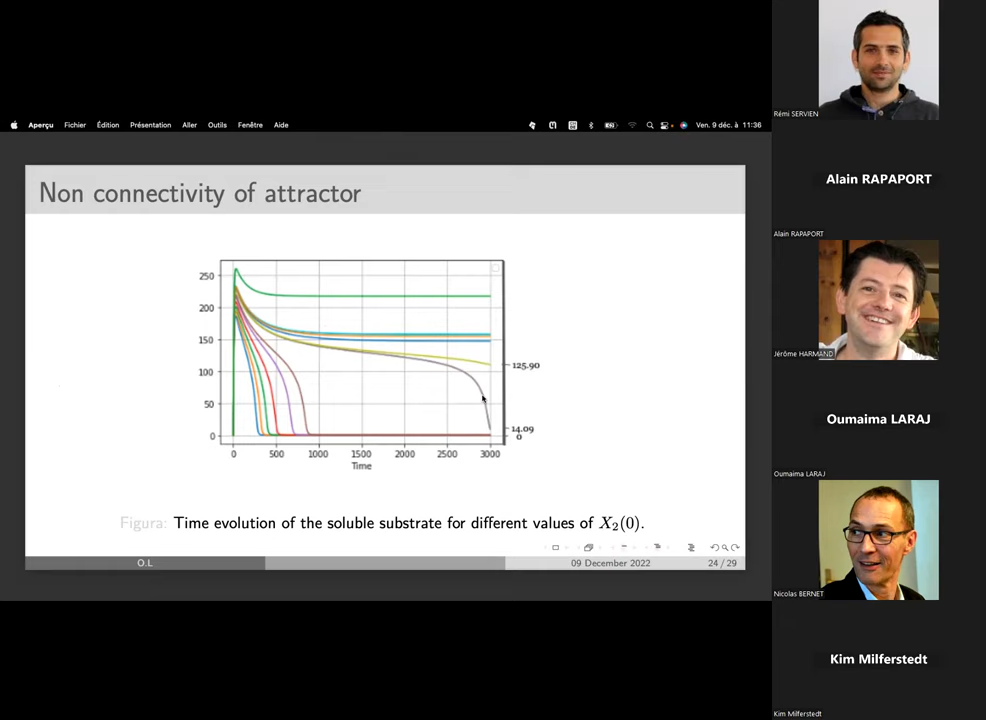 Aperçu Fichier Édition Présentation Aller Outils Fenêtre Aide
Ven. 9 déc. à 11:36
Non connectivity of attractor
250
200
150
100
50
0
125.90
14.09
0
0 500 1000 1500 2000 2500 3000
Time
Figura: Time evolution of the soluble substrate for different values of X₂(0).
O.L
09 December 2022
24 / 29
Rémi SERVIEN
Alain RAPAPORT
Alain RAPAPORT
Jérôme HARMAND
Oumaima LARAJ
Oumaima LARAJ
Nicolas BERNET
Kim Milferstedt
Kim Milferstedt